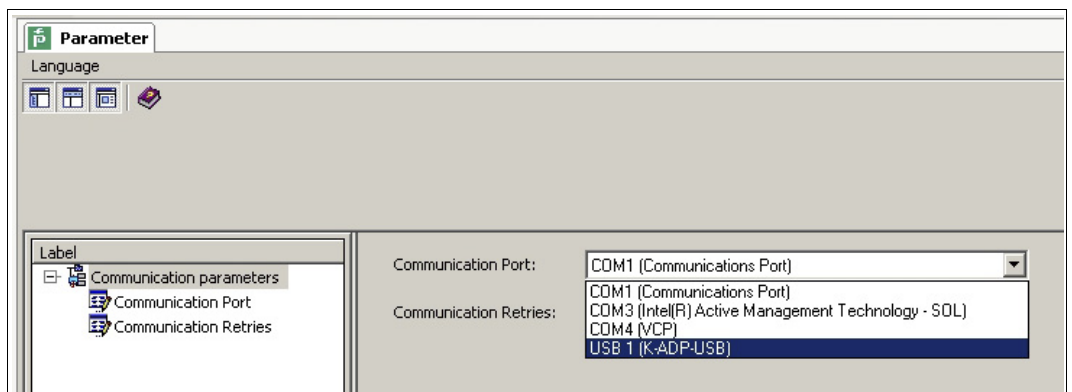 Parameter
Language
Label
Communication parameters
Communication Port
Communication Retries
Communication Port:
COM1 (Communications Port)
Communication Retries:
COM1 (Communications Port)
COM3 (Intel(R) Active Management Technology - SOL)
COM4 (VCP)
USB 1 (K-ADP-USB)